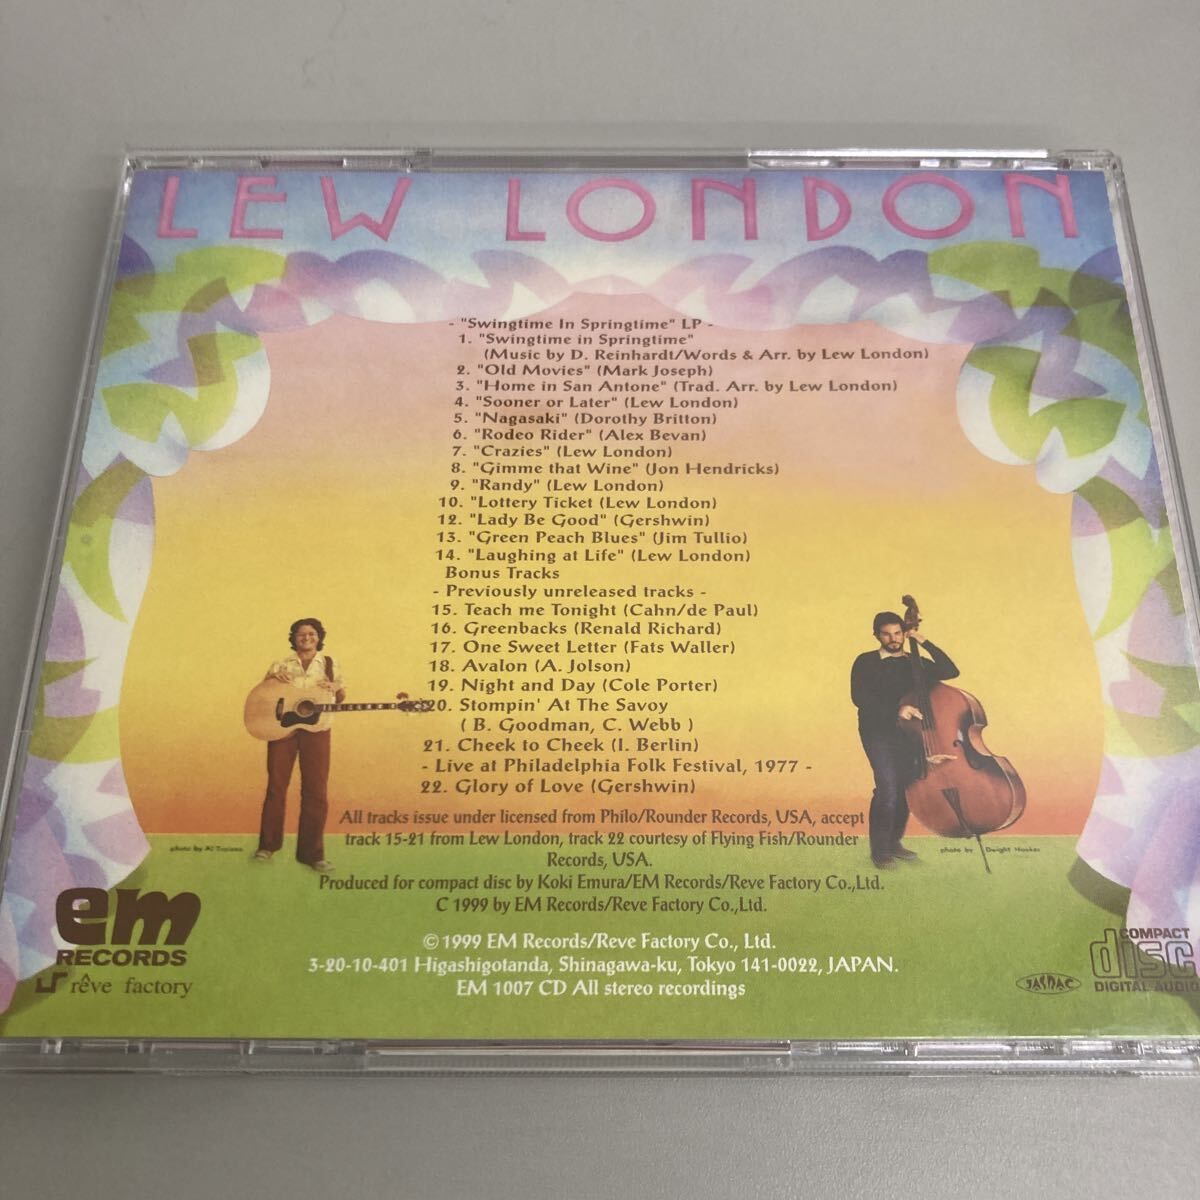 LEW LONDON
- "Swingtime In Springtime" LP -
1. "Swingtime in Springtime"
(Music by D. Reinhardt/Words & Arr. by Lew London)
2. "Old Movies" (Mark Joseph)
3. "Home in San Antone" (Trad. Arr. by Lew London)
4. "Sooner or Later" (Lew London)
5. "Nagasaki" (Dorothy Britton)
6. "Rodeo Rider" (Alex Bevan)
7. "Crazies" (Lew London)
8. "Gimme that Wine" (Jon Hendricks)
9. "Randy" (Lew London)
10. "Lottery Ticket (Lew London)
12. "Lady Be Good" (Gershwin)
13. "Green Peach Blues" (Jim Tullio)
14. "Laughing at Life" (Lew London)
Bonus Tracks
- Previously unreleased tracks -
15. Teach me Tonight (Cahn/de Paul)
16. Greenbacks (Renald Richard)
17. One Sweet Letter (Fats Waller)
18. Avalon (A. Jolson)
19. Night and Day (Cole Porter)
20. Stompin' At The Savoy
( B. Goodman, C. Webb )
21. Cheek to Cheek (I. Berlin)
- Live at Philadelphia Folk Festival, 1977 -
22. Glory of Love (Gershwin)
All tracks issue under licensed from Philo/Rounder Records, USA, accept
track 15-21 from Lew London, track 22 courtesy of Flying Fish/Rounder
Records, USA.
photo by Al
photo by Dwight
Produced for compact disc by Koki Emura/EM Records/Reve Factory Co.,Ltd.
C 1999 by EM Records/Reve Factory Co.,Ltd.
© 1999 EM Records/Reve Factory Co., Ltd.
3-20-10-401 Higashigotanda, Shinagawa-ku, Tokyo 141-0022, JAPAN.
EM 1007 CD All stereo recordings
em
RECORDS
rêve factory
JASRAC
COMPACT
disc
DIGITAL AUDIO